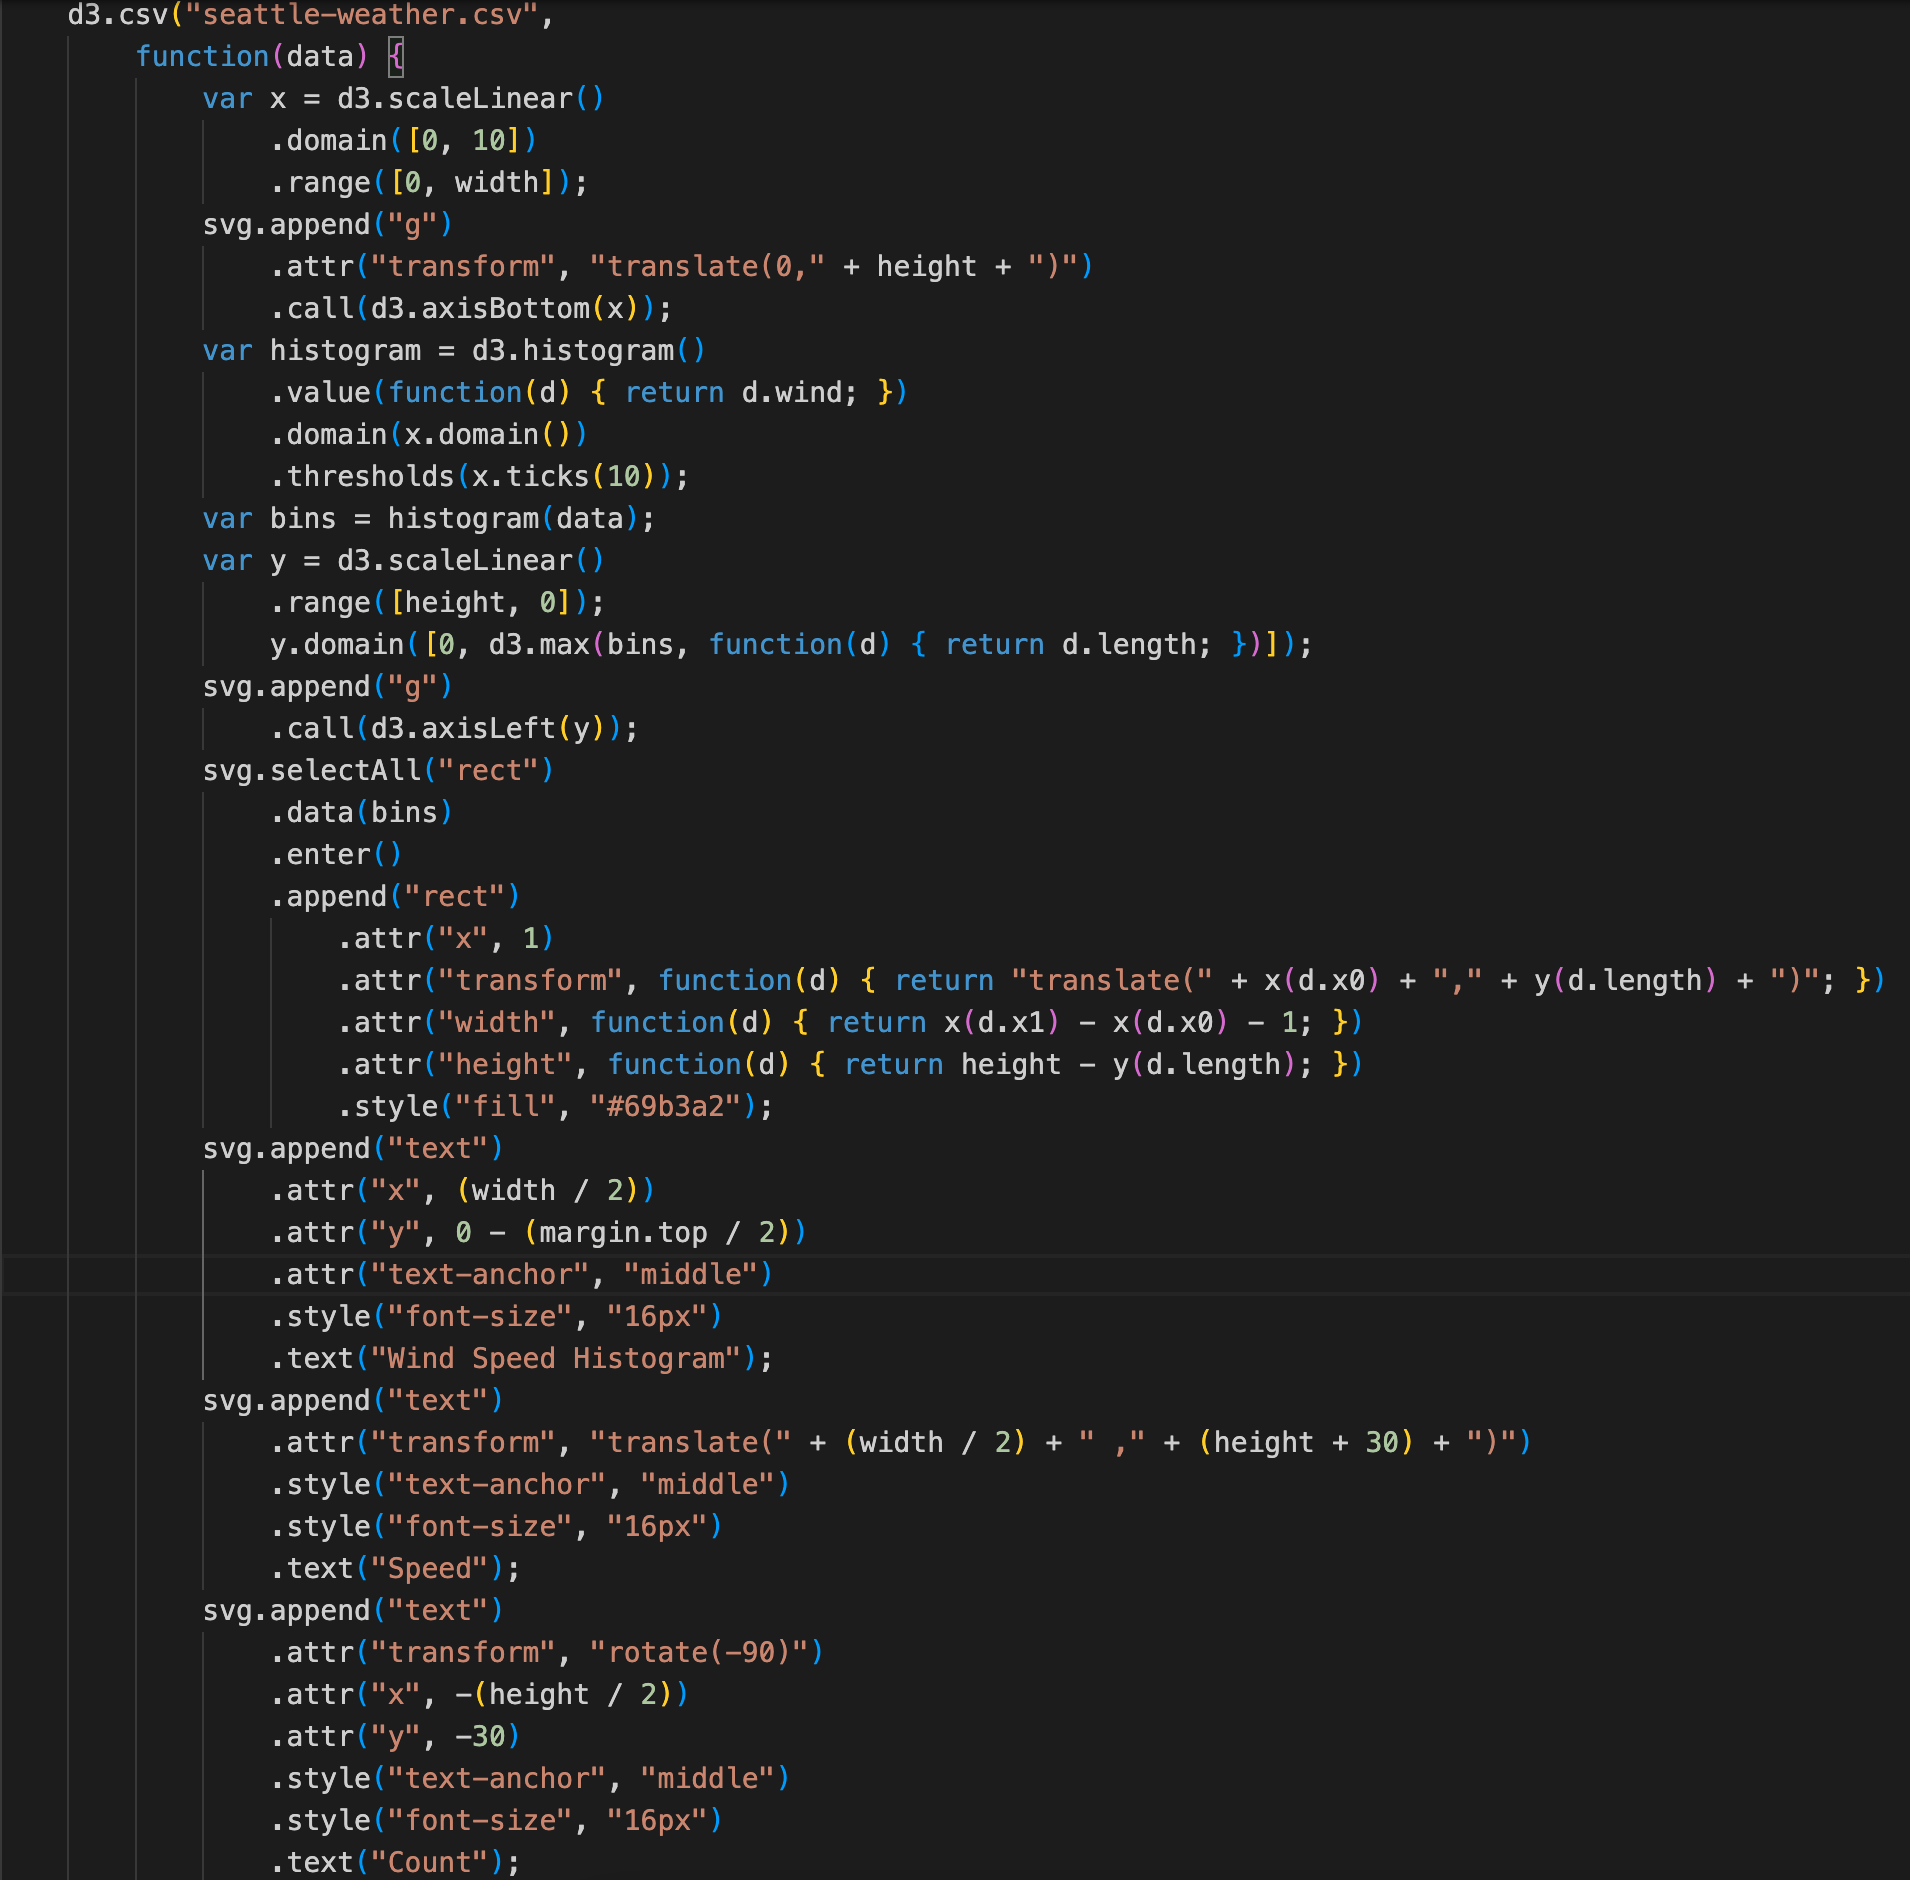 d3.csv("seattle-weather.csv",
function(data) {
var x = d3.scaleLinear()
.domain([0, 10])
.range([0, width]);
svg.append("g")
.attr("transform", "translate(0," + height + ")")
.call(d3.axisBottom(x));
var histogram = d3.histogram()
.value(function(d) { return d.wind; })
.domain(x.domain())
.thresholds(x.ticks(10));
var bins = histogram(data);
var y = d3.scaleLinear()
.range([height, 0]);
y.domain([0, d3.max(bins, function(d) { return d.length; })]);
svg.append("g")
.call(d3.axisLeft(y));
svg.selectAll("rect")
.data(bins)
.enter()
.append("rect")
.attr("x", 1)
.attr("transform", function(d) { return "translate(" + x(d.x0) + "," + y(d.length) + ")"; })
.attr("width", function(d) { return x(d.x1) - x(d.x0) - 1; })
.attr("height", function(d) { return height - y(d.length); })
.style("fill", "#69b3a2");
svg.append("text")
.attr("x", (width / 2))
.attr("y", 0 - (margin.top / 2))
.attr("text-anchor", "middle")
.style("font-size", "16px")
.text("Wind Speed Histogram");
svg.append("text")
.attr("transform", "translate(" + (width / 2) + " ," + (height + 30) + ")")
.style("text-anchor", "middle")
.style("font-size", "16px")
.text("Speed");
svg.append("text")
.attr("transform", "rotate(-90)")
.attr("x", -(height / 2))
.attr("y", -30)
.style("text-anchor", "middle")
.style("font-size", "16px")
.text("Count");